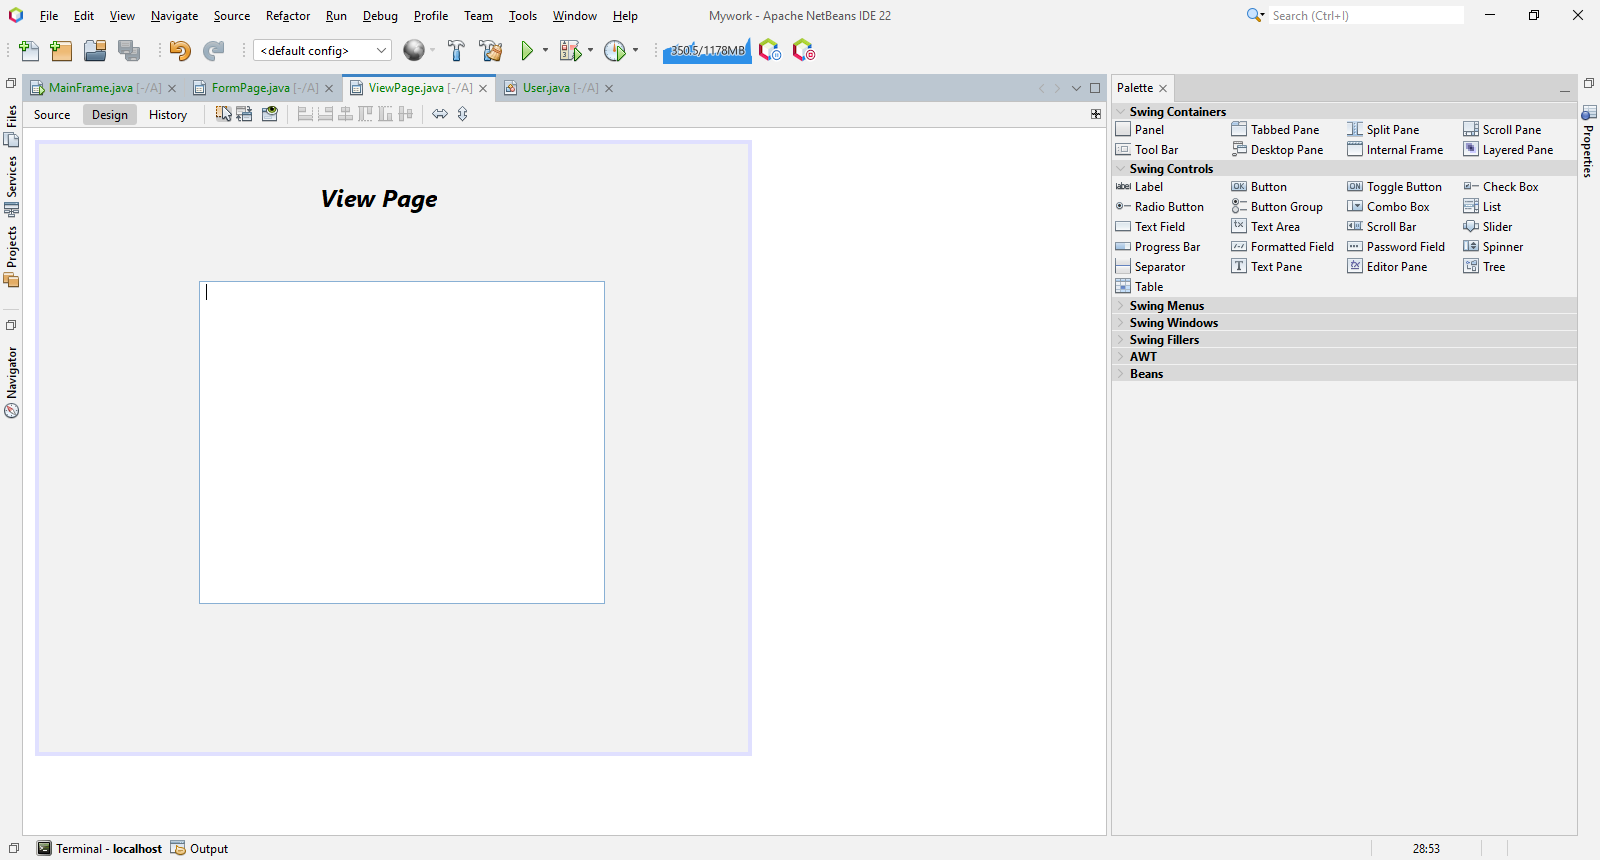 File Edit View Navigate Source Refactor Run Debug Profile Team Tools Window Help Mywork - Apache NetBeans IDE 22 Search (Ctrl+I)
<default config> 350.5/1178MB
MainFrame.java [-/A] FormPage.java [-/A] ViewPage.java [-/A] User.java [-/A]
Source Design History
Files
Services
Projects
Navigator
View Page
Palette
Swing Containers
Panel Tabbed Pane Split Pane Scroll Pane
Tool Bar Desktop Pane Internal Frame Layered Pane
Swing Controls
label Label OK Button ON Toggle Button Check Box
Radio Button Button Group Combo Box List
Text Field Text Area Scroll Bar Slider
Progress Bar Formatted Field Password Field Spinner
Separator Text Pane Editor Pane Tree
Table
Swing Menus
Swing Windows
Swing Fillers
AWT
Beans
Properties
Terminal - localhost Output 28:53